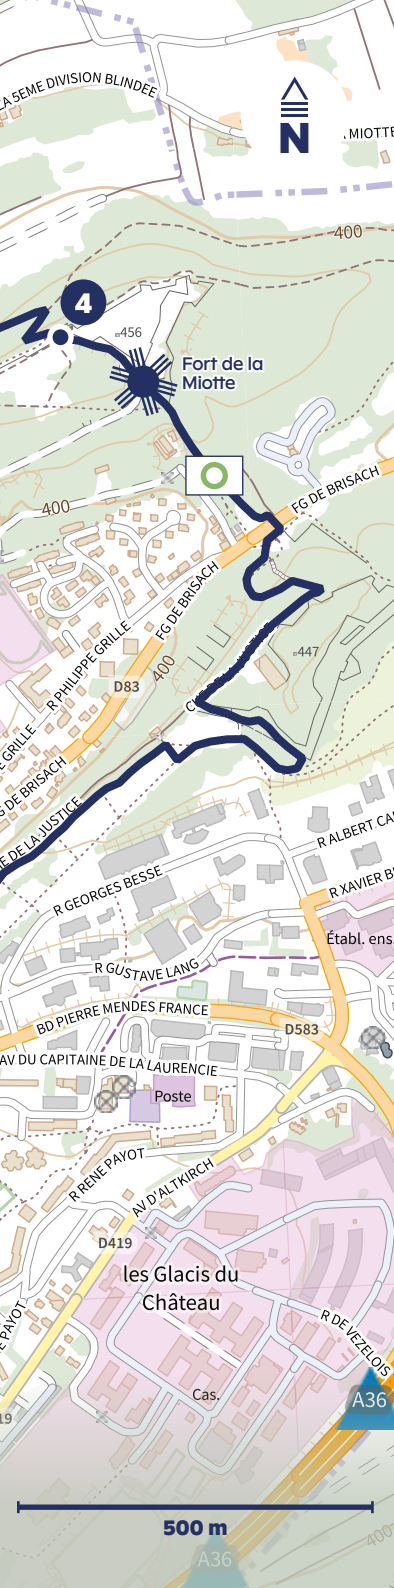 LA 5EME DIVISION BLINDEE
N
MIOTTE
400
4
456
Fort de la
Miotte
FG DE BRISACH
400
FG DE BRISACH
R PHILIPPE GRILLE
400
447
D83
E GRILLE
G DE BRISACH
E DE LA JUSTICE
R ALBERT CA
R GEORGES BESSE
R XAVIER B
Établ. ens.
R GUSTAVE LANG
BD PIERRE MENDES FRANCE
D583
AV DU CAPITAINE DE LA LAURENCIE
Poste
R RENE PAYOT
AV D'ALTKIRCH
D419
les Glacis du
Château
R DE VEZELOIS
E PAYOT
Cas.
A36
19
500 m
400
A36